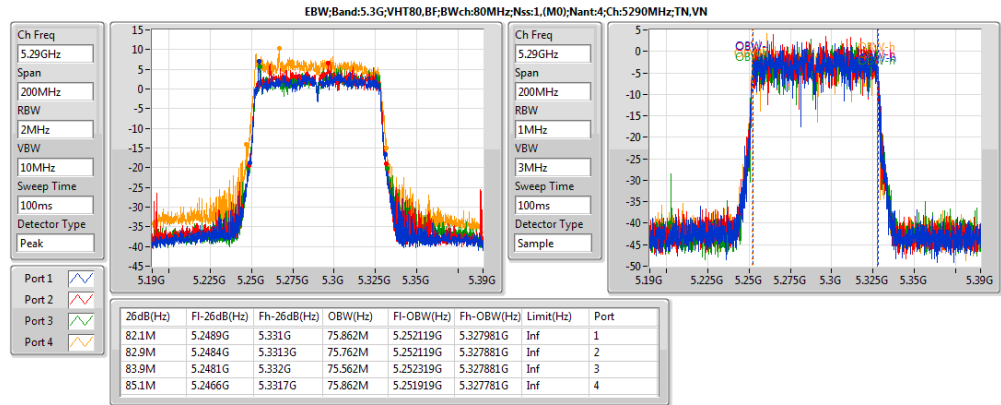 EBW;Band:5.3G;VHT80,BF;BWch:80MHz;Nss:1,(M0);Nant:4;Ch:5290MHz;TN,VN
Ch Freq
5.29GHz
Span
200MHz
RBW
2MHz
VBW
10MHz
Sweep Time
100ms
Detector Type
Peak
15
10
5
0
-5
-10
-15
-20
-25
-30
-35
-40
-45
5.19G 5.225G 5.25G 5.275G 5.3G 5.325G 5.35G 5.39G
Ch Freq
5.29GHz
Span
200MHz
RBW
1MHz
VBW
3MHz
Sweep Time
100ms
Detector Type
Sample
5
0
-5
-10
-15
-20
-25
-30
-35
-40
-45
-50
5.19G 5.225G 5.25G 5.275G 5.3G 5.325G 5.35G 5.39G
Port 1
Port 2
Port 3
Port 4
26dB(Hz) Fl-26dB(Hz) Fh-26dB(Hz) OBW(Hz) Fl-OBW(Hz) Fh-OBW(Hz) Limit(Hz) Port
82.1M 5.2489G 5.331G 75.862M 5.252119G 5.327981G Inf 1
82.9M 5.2484G 5.3313G 75.762M 5.252119G 5.327881G Inf 2
83.9M 5.2481G 5.332G 75.562M 5.252319G 5.327881G Inf 3
85.1M 5.2466G 5.3317G 75.862M 5.251919G 5.327781G Inf 4